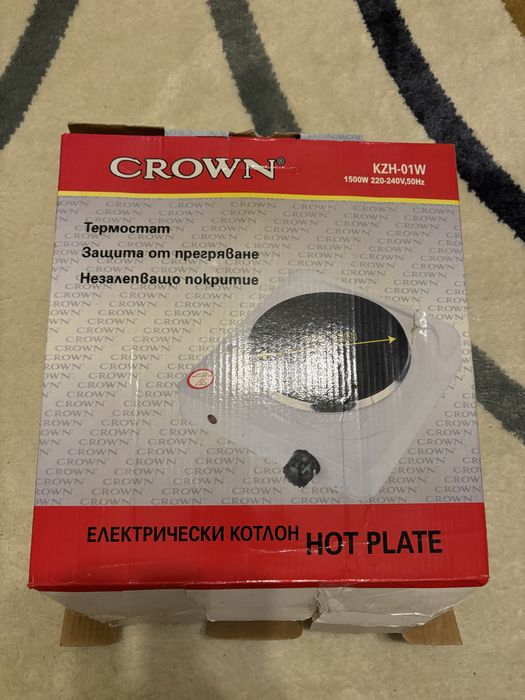 CROWN®
KZH-01W
1500W 220-240V,50Hz
Термостат
Защита от прегряване
Незалепващо покритие
ЕЛЕКТРИЧЕСКИ КОТЛОН HOT PLATE